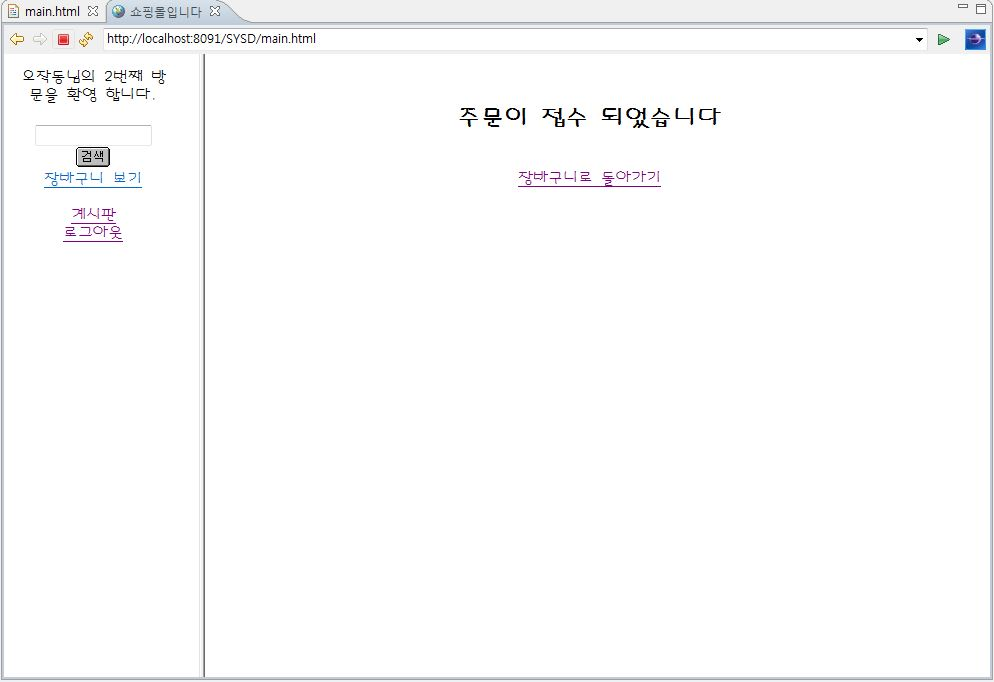 main.html
쇼핑몰입니다
http://localhost:8091/SYSD/main.html
오작동님의 2번째 방
문을 환영 합니다.
검색
장바구니 보기
게시판
로그아웃
주문이 접수 되었습니다
장바구니로 돌아가기